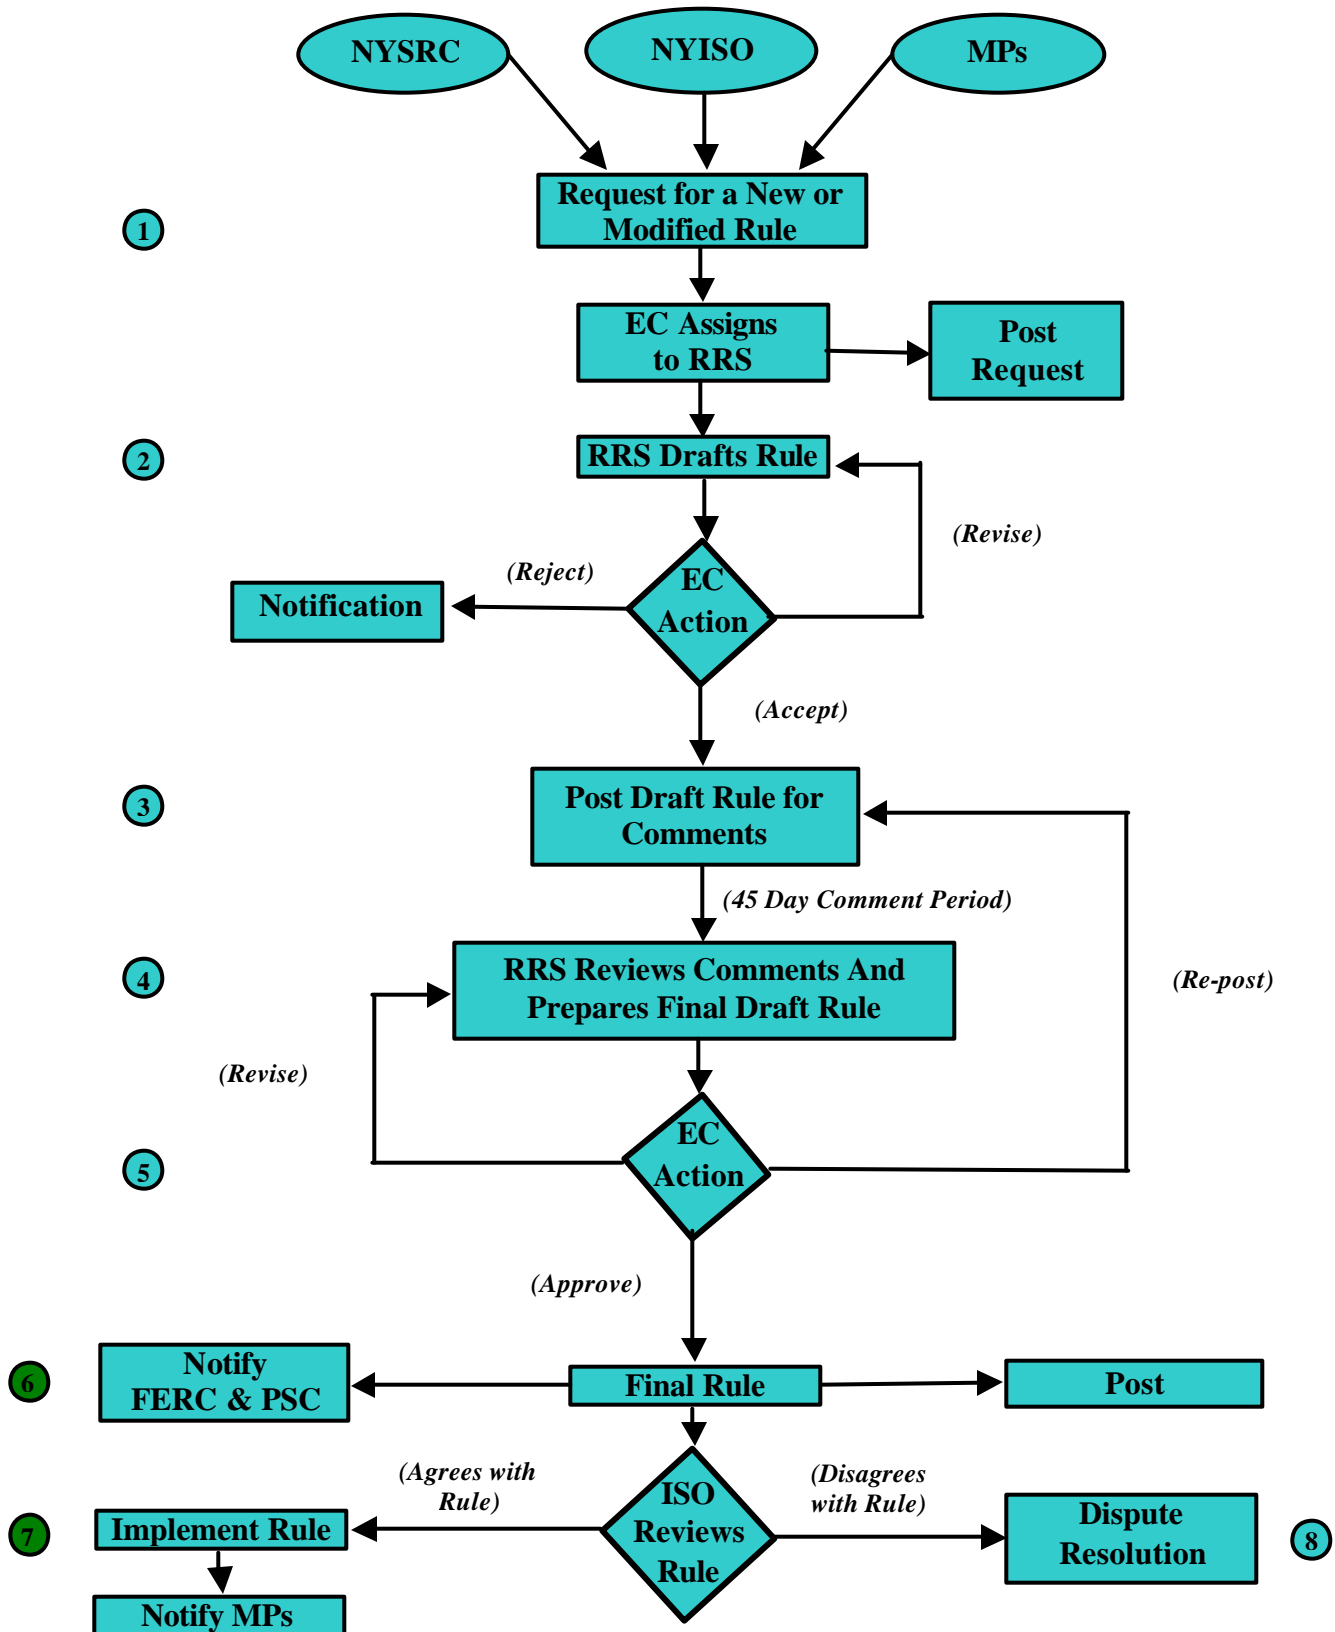 NYSRC
NYISO
MPs
Request for a New or
Modified Rule
1
EC Assigns
to RRS
Post
Request
2
RRS Drafts Rule
(Revise)
(Reject)
EC
Action
Notification
(Accept)
3
Post Draft Rule for
Comments
(45 Day Comment Period)
4
RRS Reviews Comments And
Prepares Final Draft Rule
(Re-post)
(Revise)
EC
Action
5
(Approve)
6
Notify
FERC & PSC
Final Rule
Post
(Agrees with
Rule)
(Disagrees
with Rule)
ISO
Reviews
Rule
7
Implement Rule
Dispute
Resolution
8
Notify MPs